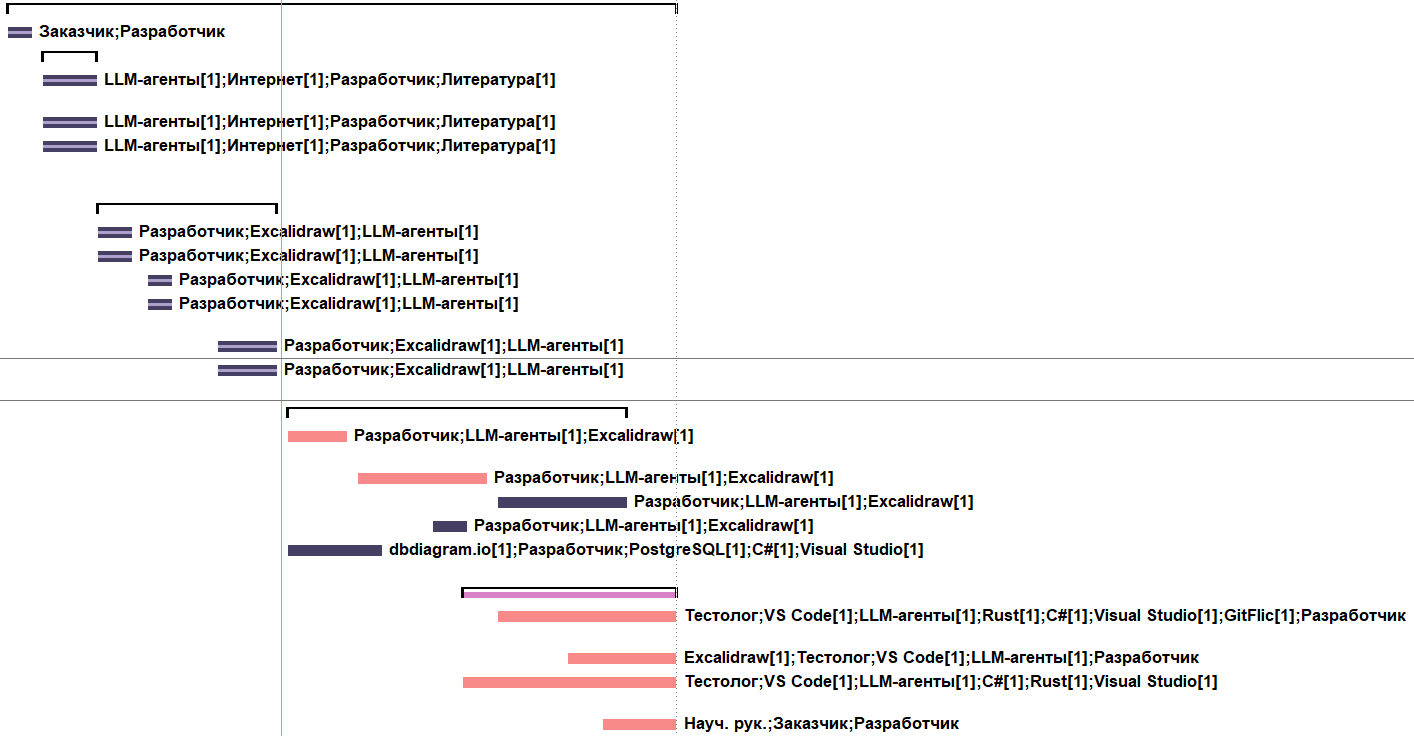 Заказчик;Разработчик
LLM-агенты[1];Интернет[1];Разработчик;Литература[1]
LLM-агенты[1];Интернет[1];Разработчик;Литература[1]
LLM-агенты[1];Интернет[1];Разработчик;Литература[1]
Разработчик;Excalidraw[1];LLM-агенты[1]
Разработчик;Excalidraw[1];LLM-агенты[1]
Разработчик;Excalidraw[1];LLM-агенты[1]
Разработчик;Excalidraw[1];LLM-агенты[1]
Разработчик;Excalidraw[1];LLM-агенты[1]
Разработчик;Excalidraw[1];LLM-агенты[1]
Разработчик;LLM-агенты[1];Excalidraw[1]
Разработчик;LLM-агенты[1];Excalidraw[1]
Разработчик;LLM-агенты[1];Excalidraw[1]
Разработчик;LLM-агенты[1];Excalidraw[1]
dbdiagram.io[1];Разработчик;PostgreSQL[1];C#[1];Visual Studio[1]
Тестолог;VS Code[1];LLM-агенты[1];Rust[1];C#[1];Visual Studio[1];GitFlic[1];Разработчик
Excalidraw[1];Тестолог;VS Code[1];LLM-агенты[1];Разработчик
Тестолог;VS Code[1];LLM-агенты[1];C#[1];Rust[1];Visual Studio[1]
Науч. рук.;Заказчик;Разработчик